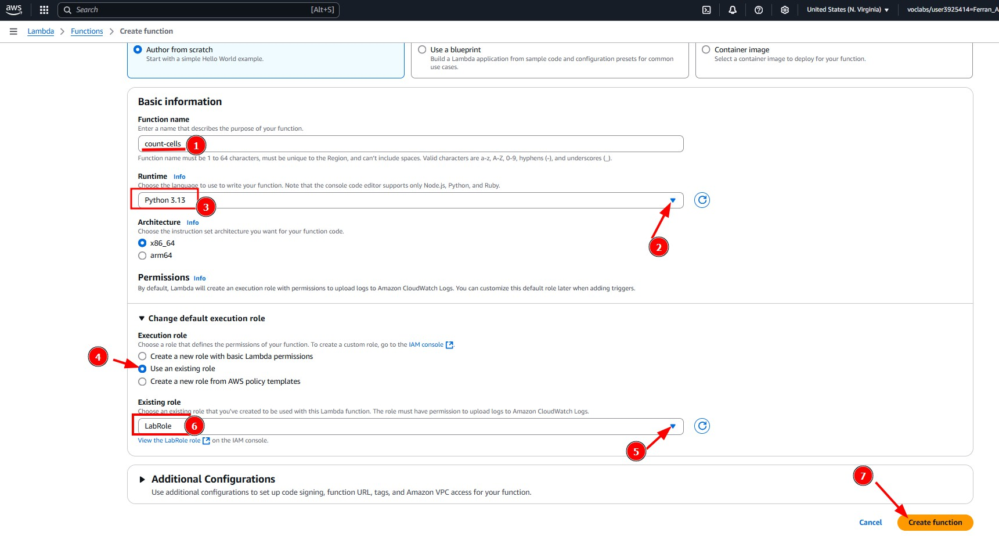 aws
Search
[Alt+S]
United States (N. Virginia)
voclabs/user3925414=Ferran_A
Lambda
Functions
Create function
Author from scratch
Start with a simple Hello World example.
Use a blueprint
Build a Lambda application from sample code and configuration presets for common
use cases.
Container image
Select a container image to deploy for your function.
Basic information
Function name
Enter a name that describes the purpose of your function.
count-cells
1
Function name must be 1 to 64 characters, must be unique to the Region, and can't include spaces. Valid characters are a-z, A-Z, 0-9, hyphens (-), and underscores (_).
Runtime Info
Choose the language to use to write your function. Note that the console code editor supports only Node.js, Python, and Ruby.
Python 3.13
3
2
Architecture Info
Choose the instruction set architecture you want for your function code.
x86_64
arm64
Permissions Info
By default, Lambda will create an execution role with permissions to upload logs to Amazon CloudWatch Logs. You can customize this default role later when adding triggers.
Change default execution role
Execution role
Choose a role that defines the permissions of your function. To create a custom role, go to the IAM console.
Create a new role with basic Lambda permissions
4
Use an existing role
Create a new role from AWS policy templates
Existing role
Choose an existing role that you've created to be used with this Lambda function. The role must have permission to upload logs to Amazon CloudWatch Logs.
LabRole
6
View the LabRole role on the IAM console.
5
Additional Configurations
Use additional configurations to set up code signing, function URL, tags, and Amazon VPC access for your function.
7
Cancel
Create function